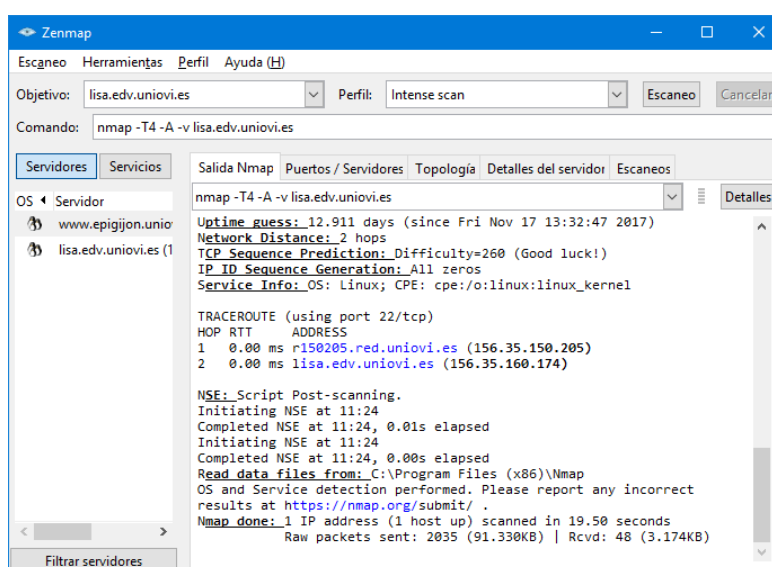 Zenmap
Escaneo Herramientas Perfil Ayuda (H)
Objetivo: lisa.edv.uniovi.es Perfil: Intense scan Escaneo Cancelar
Comando: nmap -T4 -A -v lisa.edv.uniovi.es
Servidores Servicios
Salida Nmap Puertos / Servidores Topología Detalles del servidor Escaneos
OS Servidor
nmap -T4 -A -v lisa.edv.uniovi.es Detalles
www.epigijon.unio
lisa.edv.uniovi.es (1
Uptime guess: 12.911 days (since Fri Nov 17 13:32:47 2017)
Network Distance: 2 hops
TCP Sequence Prediction: Difficulty=260 (Good luck!)
IP ID Sequence Generation: All zeros
Service Info: OS: Linux; CPE: cpe:/o:linux:linux_kernel
TRACEROUTE (using port 22/tcp)
HOP RTT ADDRESS
1 0.00 ms r150205.red.uniovi.es (156.35.150.205)
2 0.00 ms lisa.edv.uniovi.es (156.35.160.174)
NSE: Script Post-scanning.
Initiating NSE at 11:24
Completed NSE at 11:24, 0.01s elapsed
Initiating NSE at 11:24
Completed NSE at 11:24, 0.00s elapsed
Read data files from: C:\Program Files (x86)\Nmap
OS and Service detection performed. Please report any incorrect
results at https://nmap.org/submit/ .
Nmap done: 1 IP address (1 host up) scanned in 19.50 seconds
Raw packets sent: 2035 (91.330KB) | Rcvd: 48 (3.174KB)
Filtrar servidores